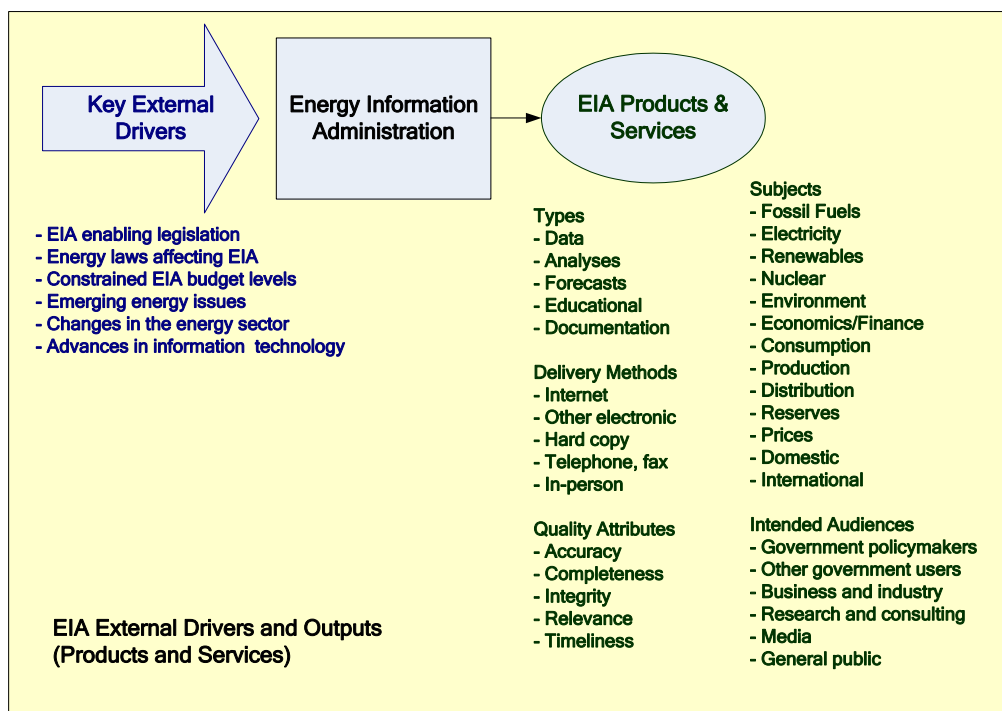 Key External
Drivers
Energy Information
Administration
EIA Products &
Services
- EIA enabling legislation
- Energy laws affecting EIA
- Constrained EIA budget levels
- Emerging energy issues
- Changes in the energy sector
- Advances in information technology
Types
- Data
- Analyses
- Forecasts
- Educational
- Documentation
Delivery Methods
- Internet
- Other electronic
- Hard copy
- Telephone, fax
- In-person
Quality Attributes
- Accuracy
- Completeness
- Integrity
- Relevance
- Timeliness
Subjects
- Fossil Fuels
- Electricity
- Renewables
- Nuclear
- Environment
- Economics/Finance
- Consumption
- Production
- Distribution
- Reserves
- Prices
- Domestic
- International
Intended Audiences
- Government policymakers
- Other government users
- Business and industry
- Research and consulting
- Media
- General public
EIA External Drivers and Outputs
(Products and Services)